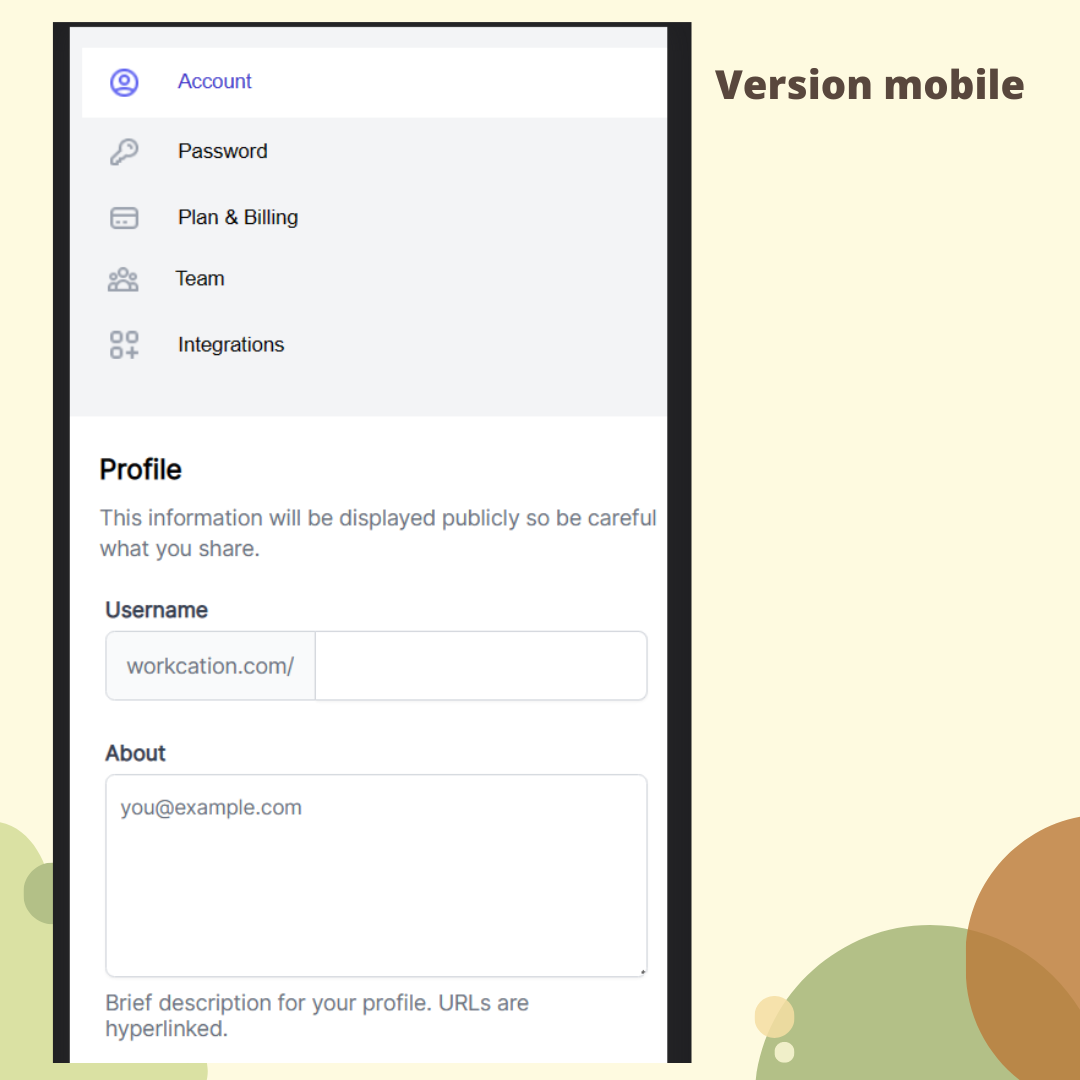 Version mobile
Account
Password
Plan & Billing
Team
Integrations
Profile
This information will be displayed publicly so be careful
what you share.
Username
workcation.com/
About
you@example.com
Brief description for your profile. URLs are
hyperlinked.